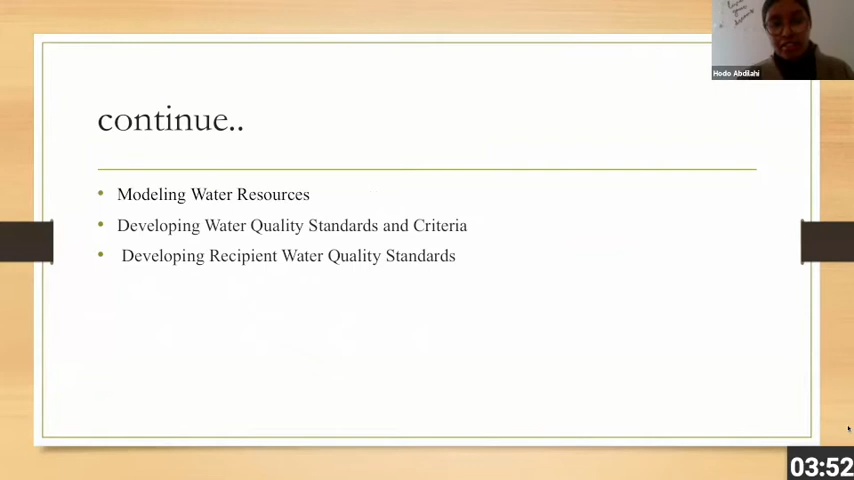 Hodo Abdilahi
continue..
• Modeling Water Resources
• Developing Water Quality Standards and Criteria
• Developing Recipient Water Quality Standards
03:52